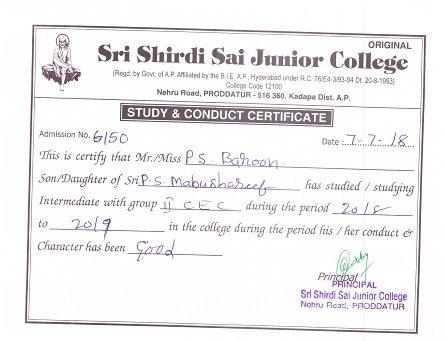 ORIGINAL
Sri Shirdi Sai Junior College
(Regd. by Govt. of A.P. Affiliated by the B.I.E. A.P., Hyderabad under R.C. 76/E4-3/93-94 Dt. 20-8-1993)
College Code 12100
Nehru Road, PRODDATUR - 516 360. Kadapa Dist. A.P.
STUDY & CONDUCT CERTIFICATE
Admission No. 6150 Date : 7-7-18
This is certify that Mr./Miss P.S. Baroon
Son/Daughter of Sri P.S. Mabushareef has studied / studying
Intermediate with group II CEC during the period 2018
to 2019 in the college during the period his / her conduct &
Character has been Good
Principal
PRINCIPAL
Sri Shirdi Sai Junior College
Nehru Road, PRODDATUR